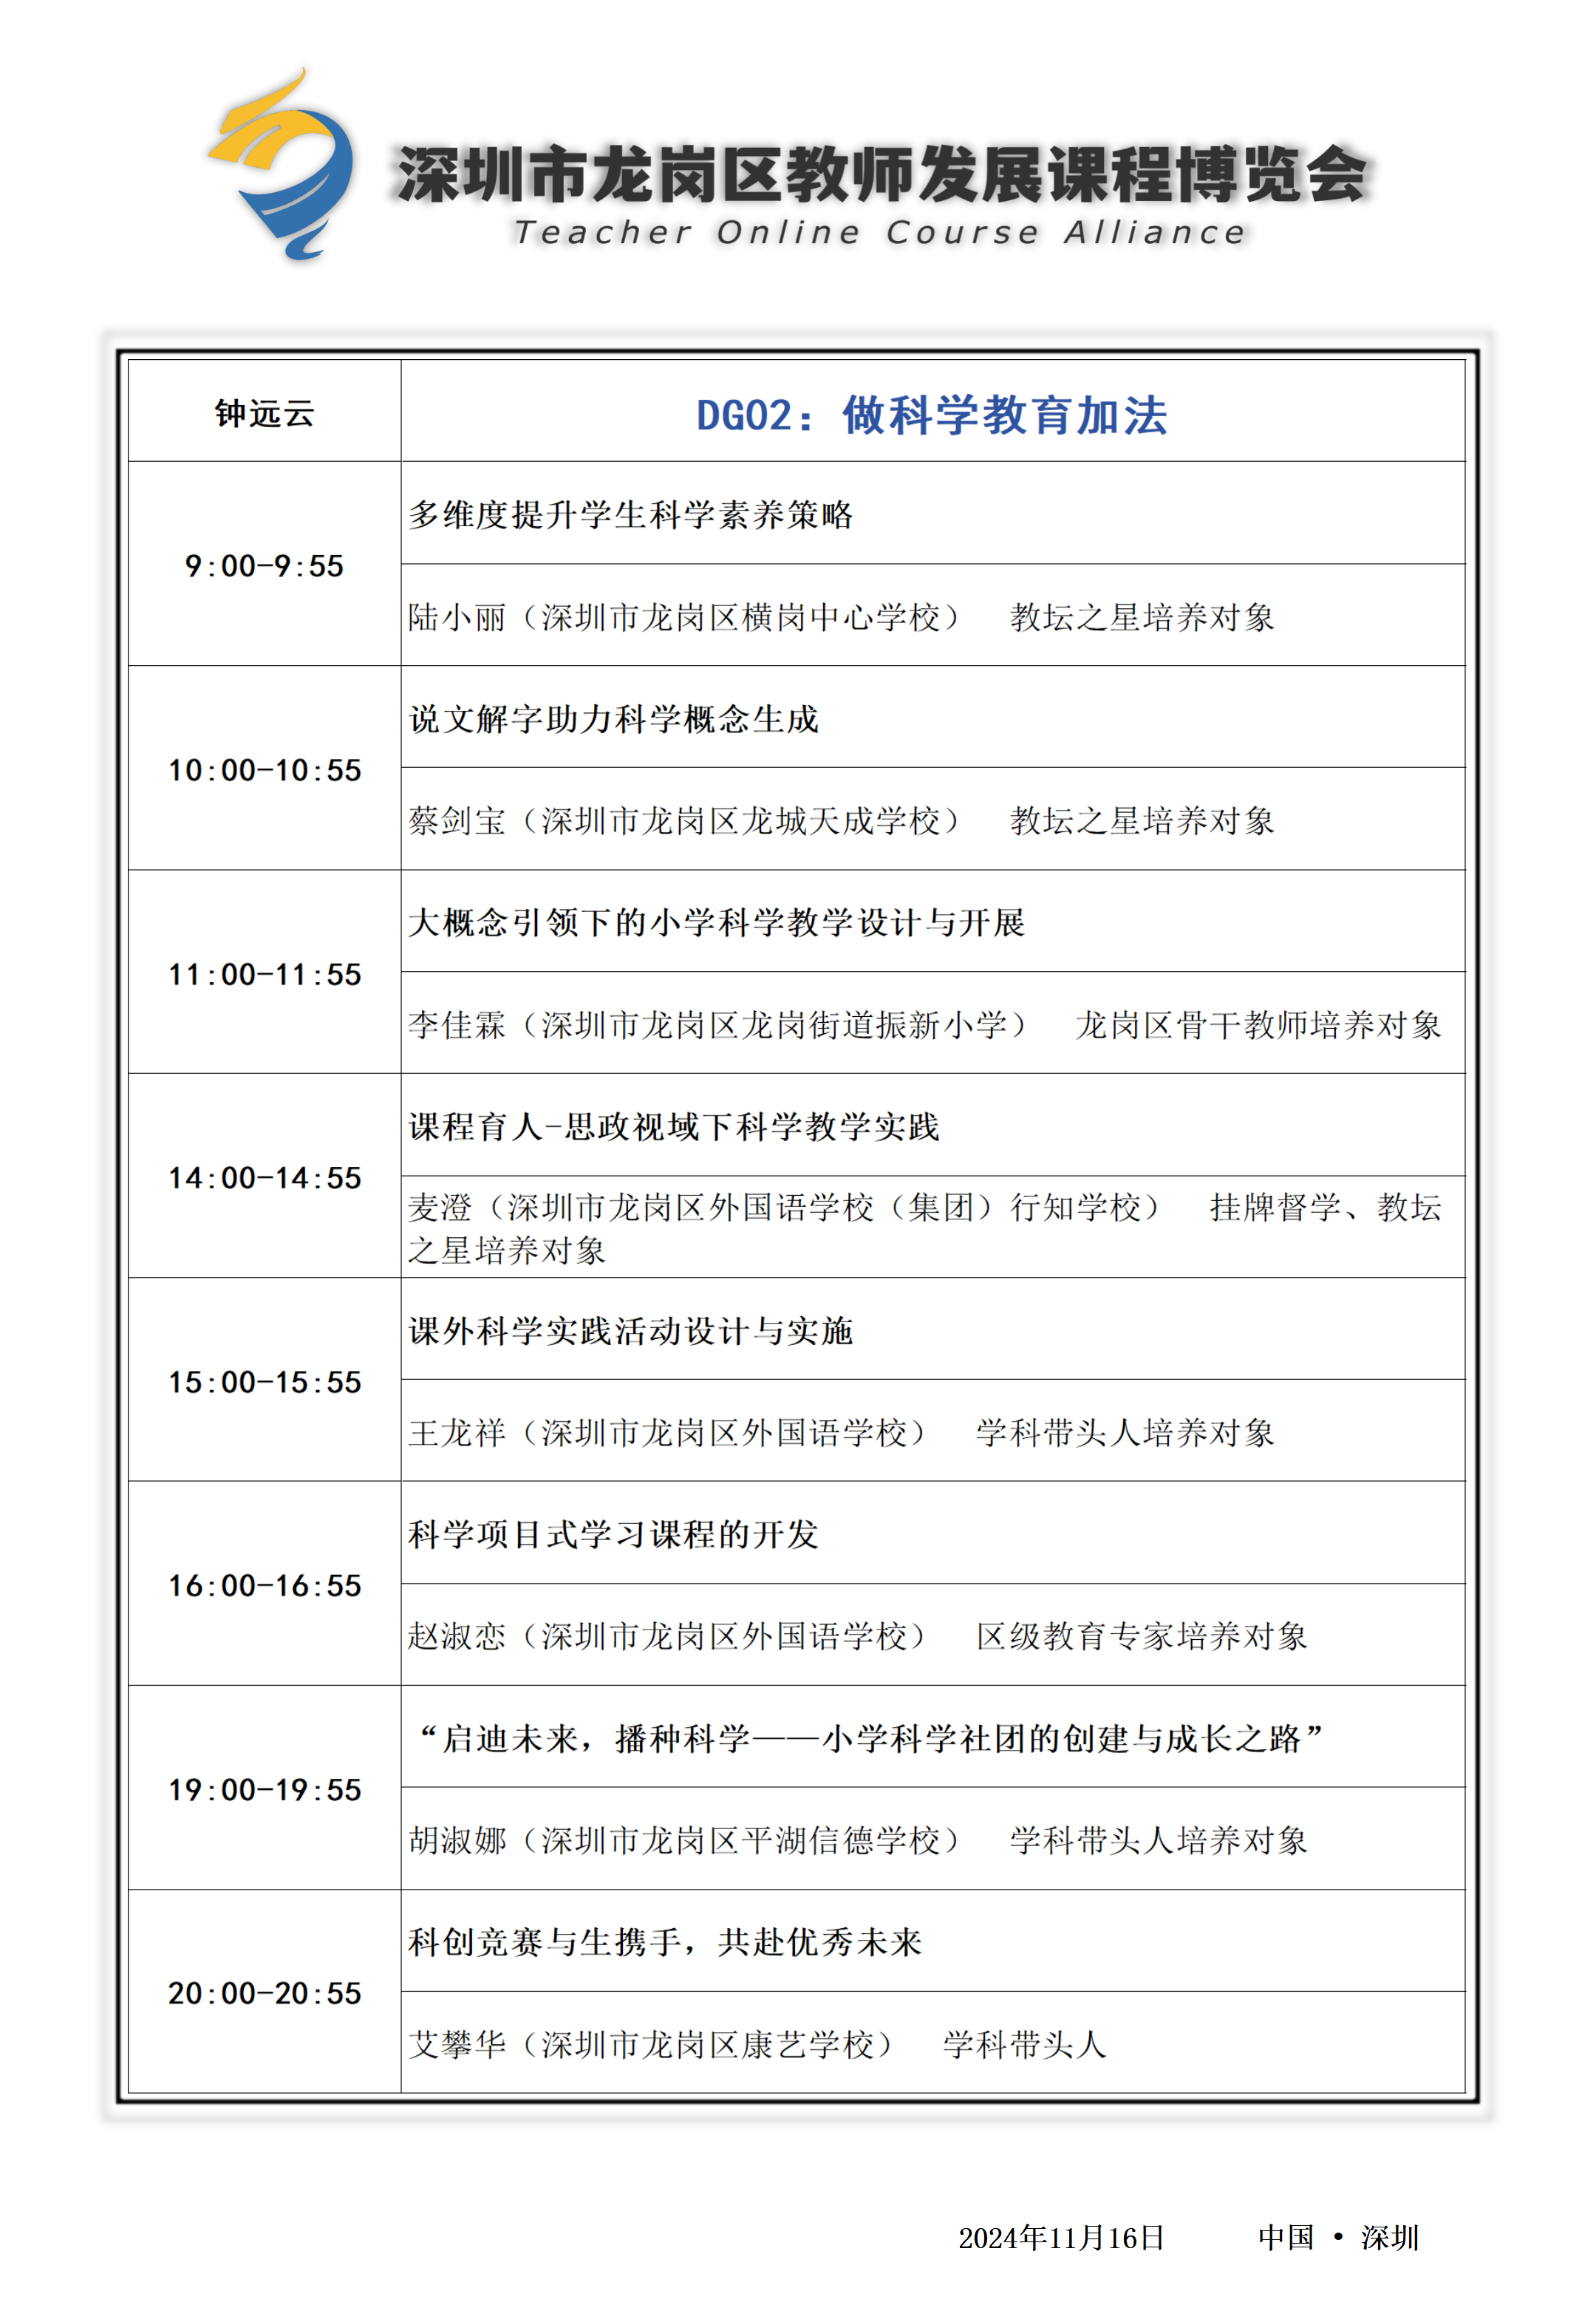 深圳市龙岗区教师发展课程博览会
Teacher Online Course Alliance
钟远云
DG02：做科学教育加法
9:00-9:55
多维度提升学生科学素养策略
陆小丽（深圳市龙岗区横岗中心学校） 教坛之星培养对象
10:00-10:55
说文解字助力科学概念生成
蔡剑宝（深圳市龙岗区龙城天成学校） 教坛之星培养对象
11:00-11:55
大概念引领下的小学科学教学设计与开展
李佳霖（深圳市龙岗区龙岗街道振新小学） 龙岗区骨干教师培养对象
14:00-14:55
课程育人-思政视域下科学教学实践
麦澄（深圳市龙岗区外国语学校（集团）行知学校） 挂牌督学、教坛
之星培养对象
15:00-15:55
课外科学实践活动设计与实施
王龙祥（深圳市龙岗区外国语学校） 学科带头人培养对象
16:00-16:55
科学项目式学习课程的开发
赵淑恋（深圳市龙岗区外国语学校） 区级教育专家培养对象
19:00-19:55
“启迪未来，播种科学——小学科学社团的创建与成长之路”
胡淑娜（深圳市龙岗区平湖信德学校） 学科带头人培养对象
20:00-20:55
科创竞赛与生携手，共赴优秀未来
艾攀华（深圳市龙岗区康艺学校） 学科带头人
2024年11月16日 中国 • 深圳